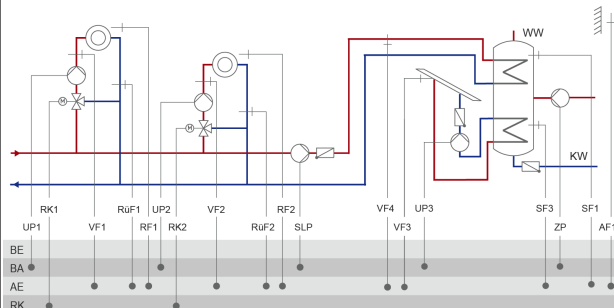 WW
M
M
KW
RK1 RüF1 UP2 VF2 RF2 VF4 UP3 SF3 SF1
UP1 VF1 RF1 RK2 RüF2 SLP VF3 ZP AF1
BE
BA
AE
RK